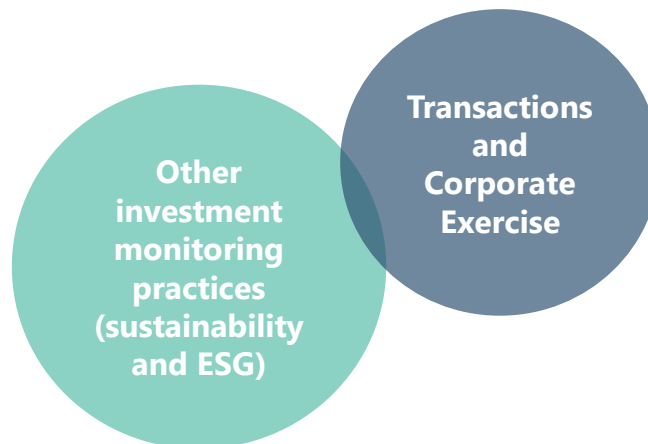 Other
investment
monitoring
practices
(sustainability
and ESG)
Transactions
and
Corporate
Exercise